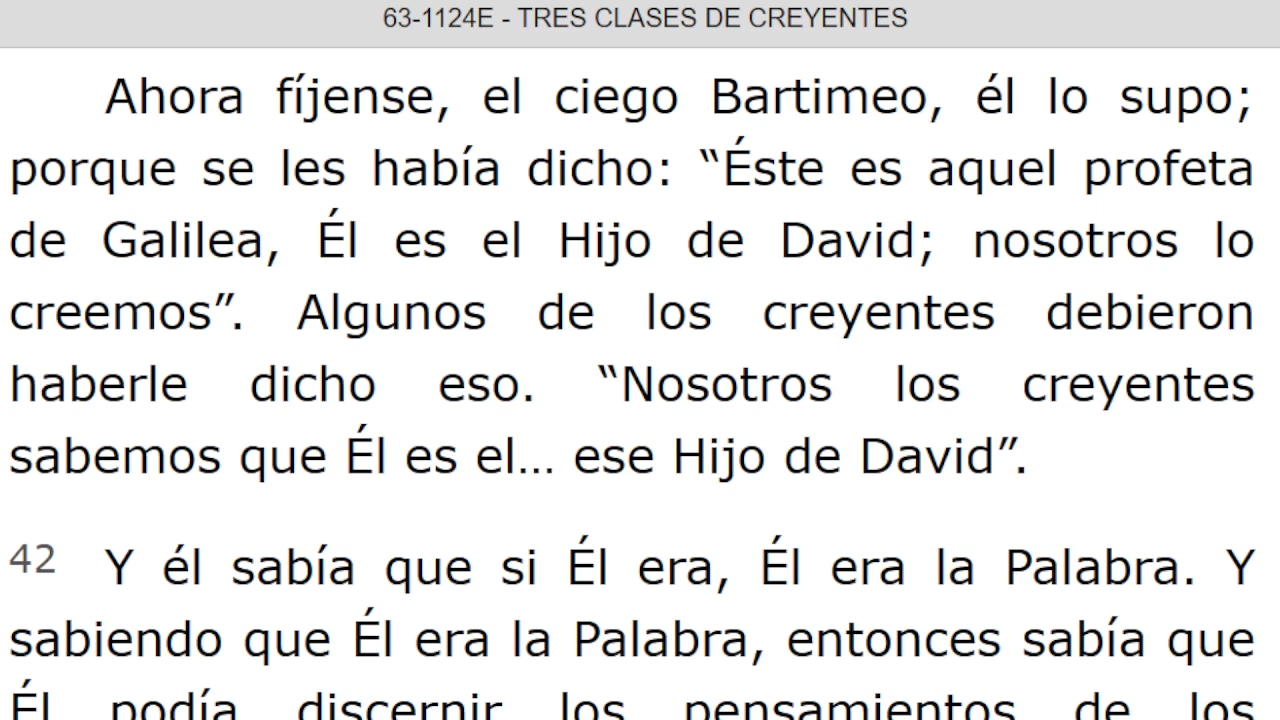 63-1124E - TRES CLASES DE CREYENTES
Ahora fíjense, el ciego Bartimeo, él lo supo;
porque se les había dicho: “Éste es aquel profeta
de Galilea, Él es el Hijo de David; nosotros lo
creemos”. Algunos de los creyentes debieron
haberle dicho eso. “Nosotros los creyentes
sabemos que Él es el… ese Hijo de David”.
42 Y él sabía que si Él era, Él era la Palabra. Y
sabiendo que Él era la Palabra, entonces sabía que
Él podía discernir los pensamientos de los